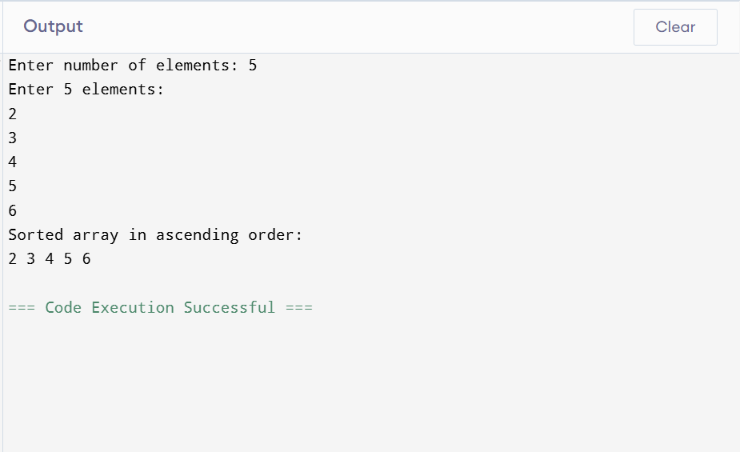 Output
Clear
Enter number of elements: 5
Enter 5 elements:
2
3
4
5
6
Sorted array in ascending order:
2 3 4 5 6
=== Code Execution Successful ===